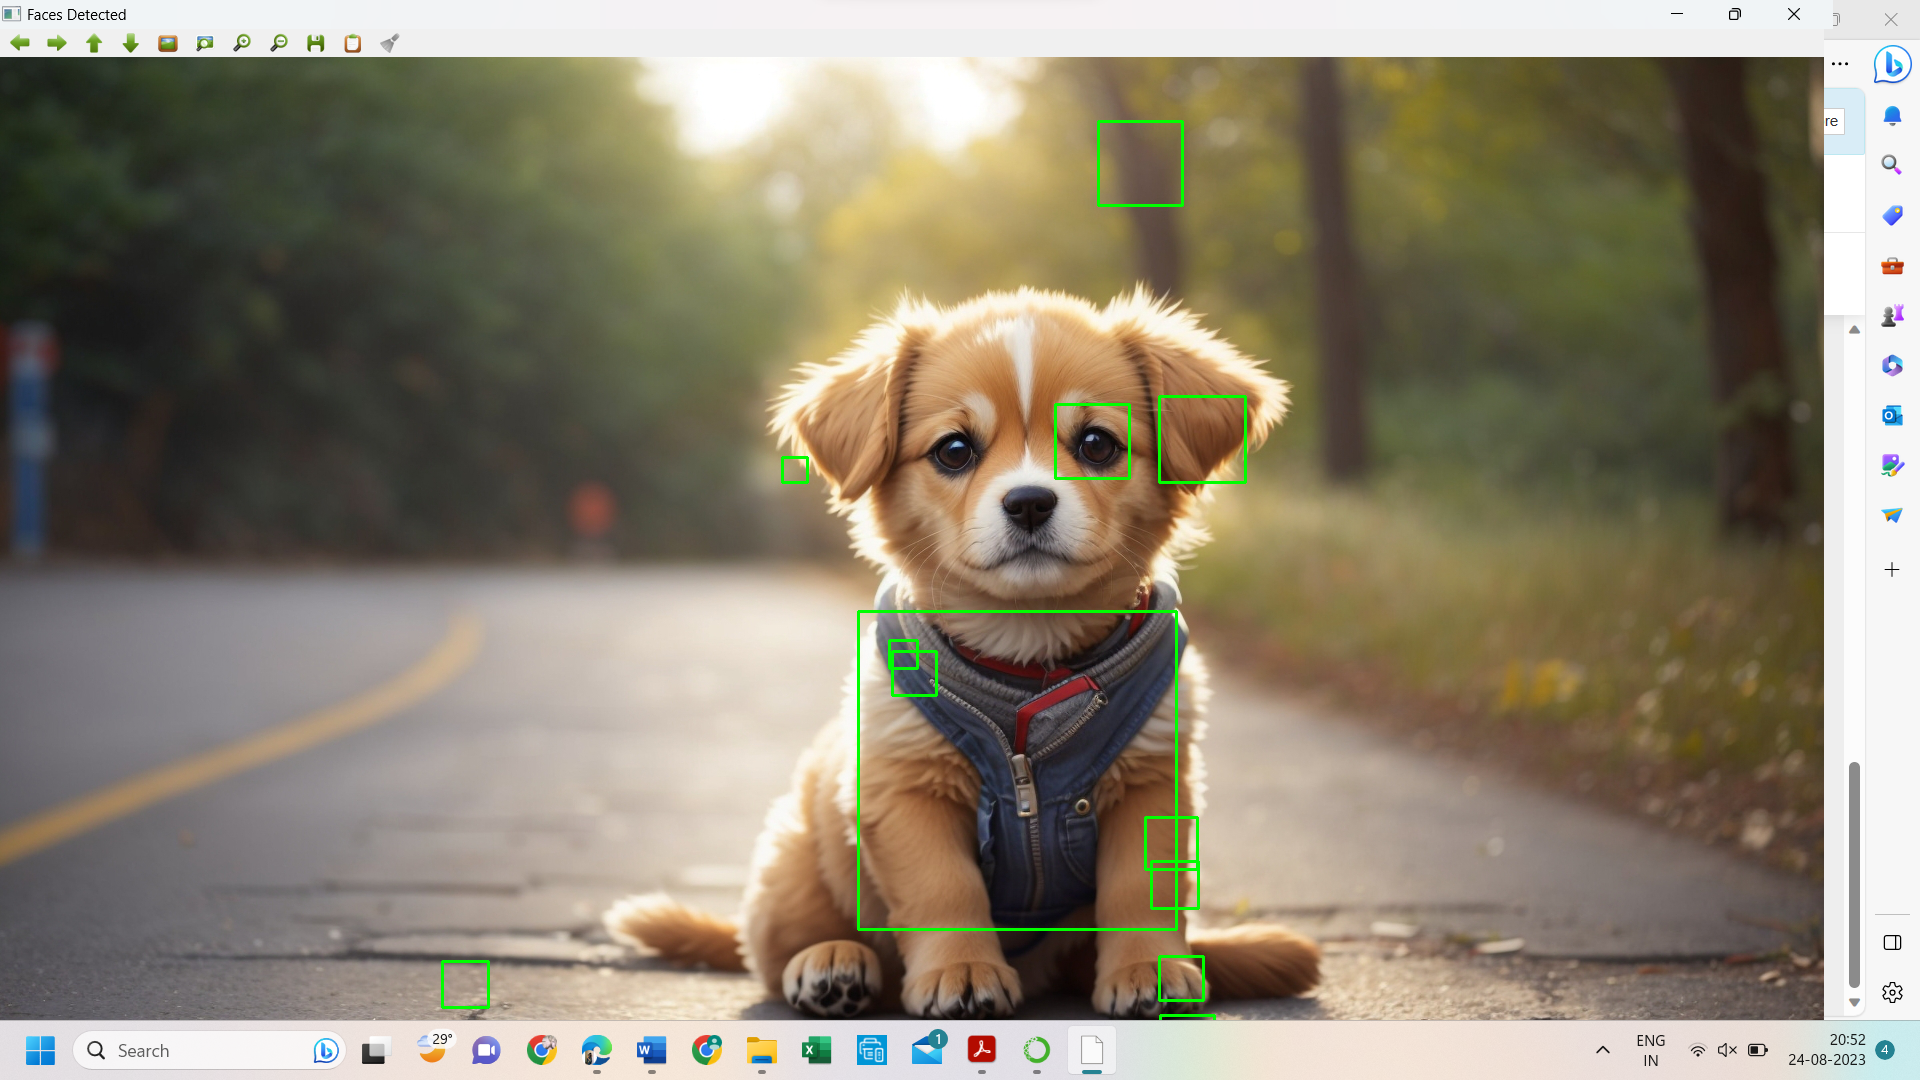 Faces Detected
re
Search
29°
1
ENG
IN
20:52
24-08-2023
4